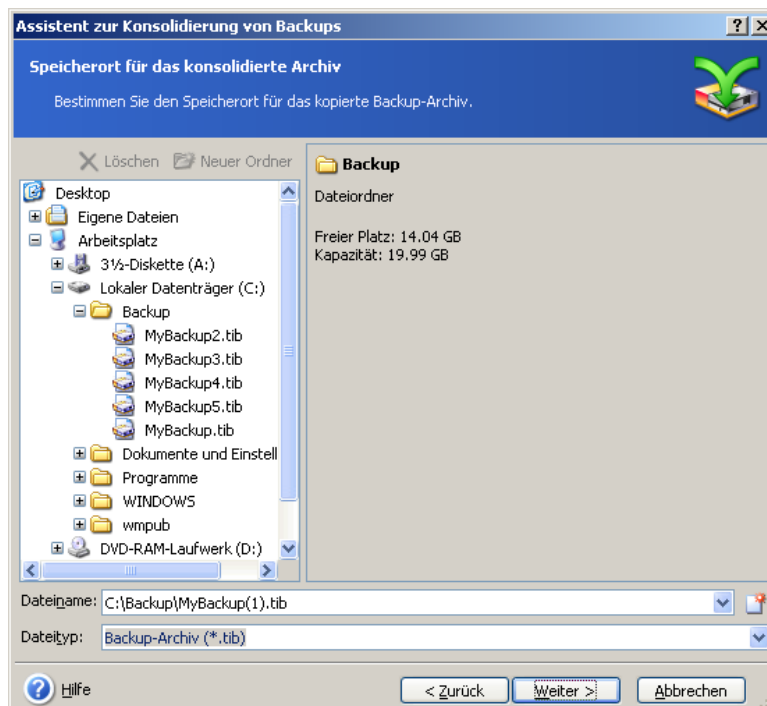 Assistent zur Konsolidierung von Backups
Speicherort für das konsolidierte Archiv
Bestimmen Sie den Speicherort für das kopierte Backup-Archiv.
Löschen Neuer Ordner
Desktop
Eigene Dateien
Arbeitsplatz
3½-Diskette (A:)
Lokaler Datenträger (C:)
Backup
MyBackup2.tib
MyBackup3.tib
MyBackup4.tib
MyBackup5.tib
MyBackup.tib
Dokumente und Einstell
Programme
WINDOWS
wmpub
DVD-RAM-Laufwerk (D:)
Backup
Dateiordner
Freier Platz: 14.04 GB
Kapazität: 19.99 GB
Dateiname: C:\Backup\MyBackup(1).tib
Dateityp: Backup-Archiv (*.tib)
Hilfe < Zurück Weiter > Abbrechen